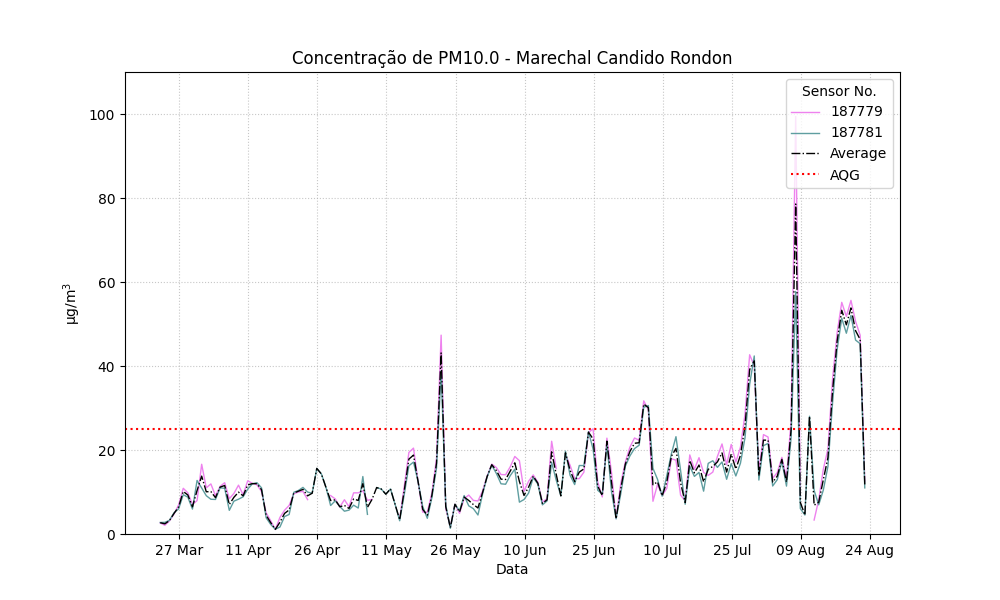 Concentração de PM10.0 - Marechal Candido Rondon
Sensor No.
187779
187781
Average
AQG
100
80
60
40
20
0
µg/m³
27 Mar 11 Apr 26 Apr 11 May 26 May 10 Jun 25 Jun 10 Jul 25 Jul 09 Aug 24 Aug
Data